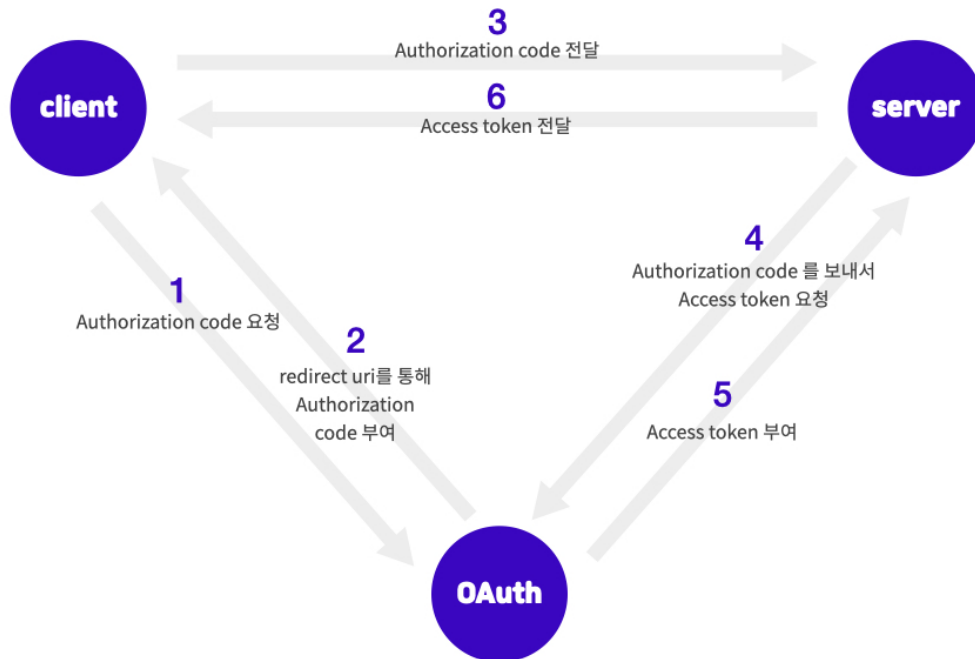 3
Authorization code 전달
client
server
6
Access token 전달
4
Authorization code 를 보내서
Access token 요청
1
Authorization code 요청
2
redirect uri를 통해
Authorization
code 부여
5
Access token 부여
OAuth